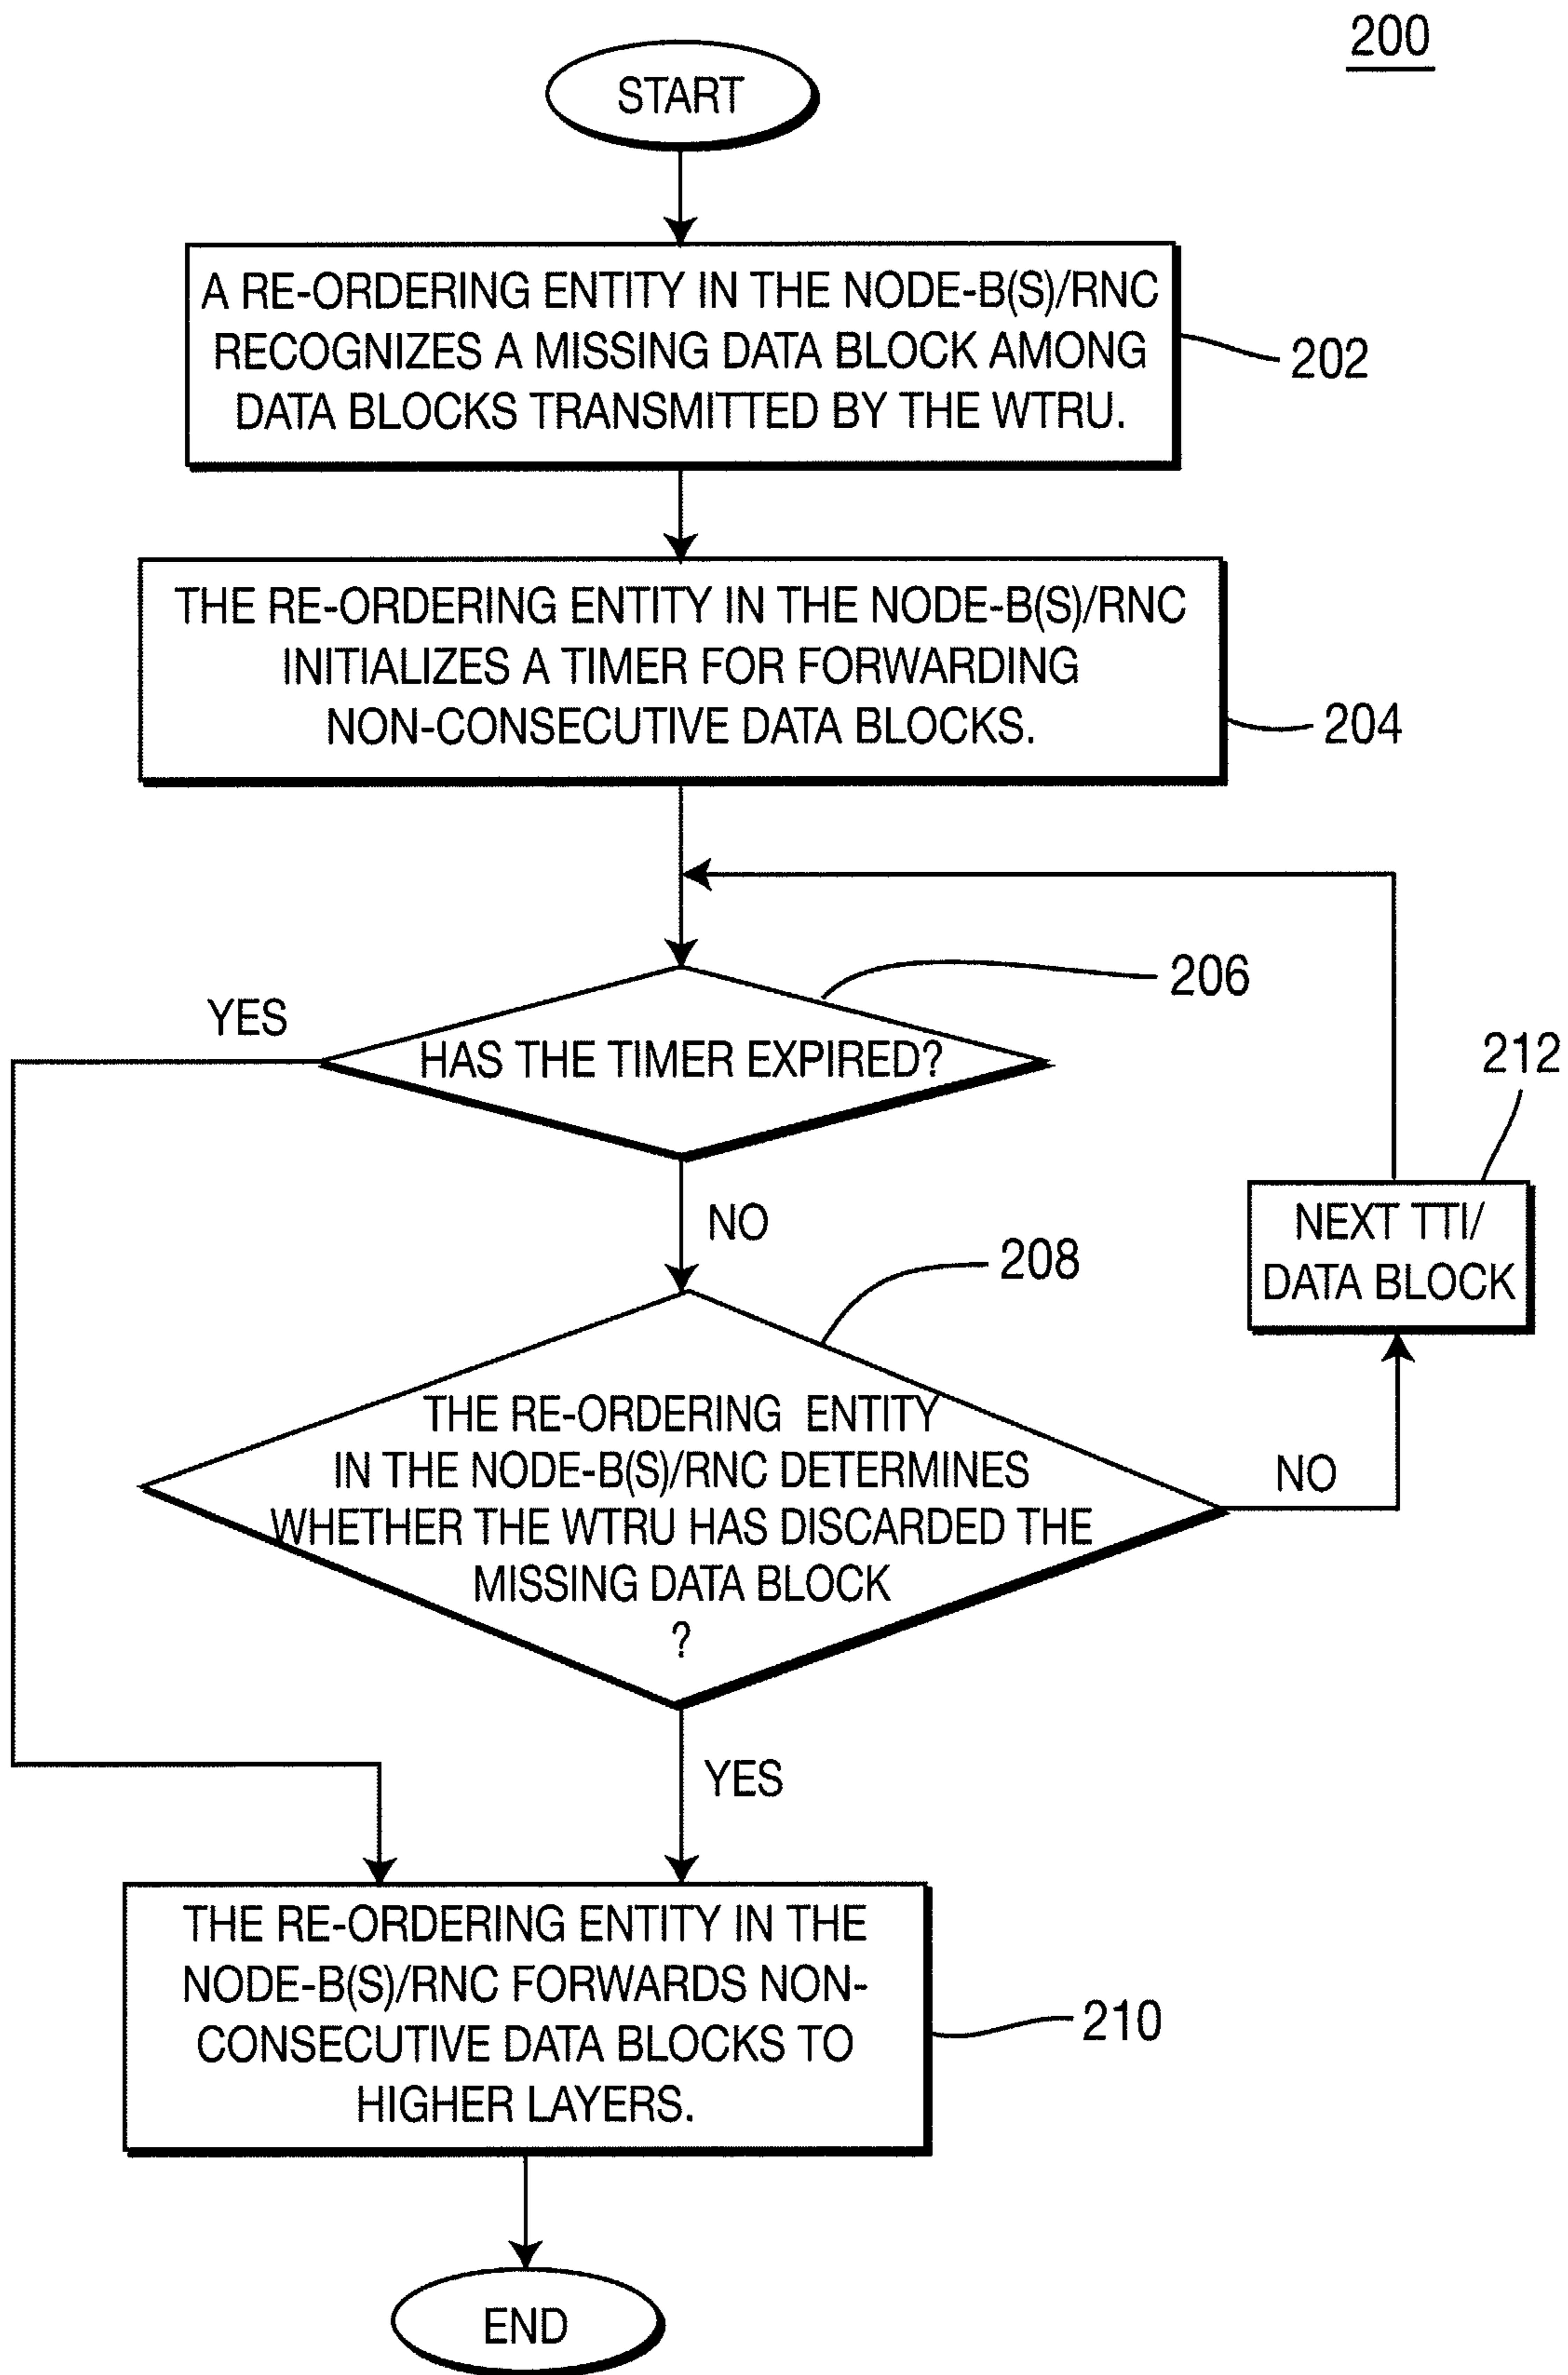 200
START
A RE-ORDERING ENTITY IN THE NODE-B(S)/RNC
RECOGNIZES A MISSING DATA BLOCK AMONG
DATA BLOCKS TRANSMITTED BY THE WTRU.
202
THE RE-ORDERING ENTITY IN THE NODE-B(S)/RNC
INITIALIZES A TIMER FOR FORWARDING
NON-CONSECUTIVE DATA BLOCKS.
204
206
YES
HAS THE TIMER EXPIRED?
212
NO
NEXT TTI/
DATA BLOCK
208
THE RE-ORDERING ENTITY
IN THE NODE-B(S)/RNC DETERMINES
WHETHER THE WTRU HAS DISCARDED THE
MISSING DATA BLOCK
?
NO
YES
THE RE-ORDERING ENTITY IN THE
NODE-B(S)/RNC FORWARDS NON-
CONSECUTIVE DATA BLOCKS TO
HIGHER LAYERS.
210
END